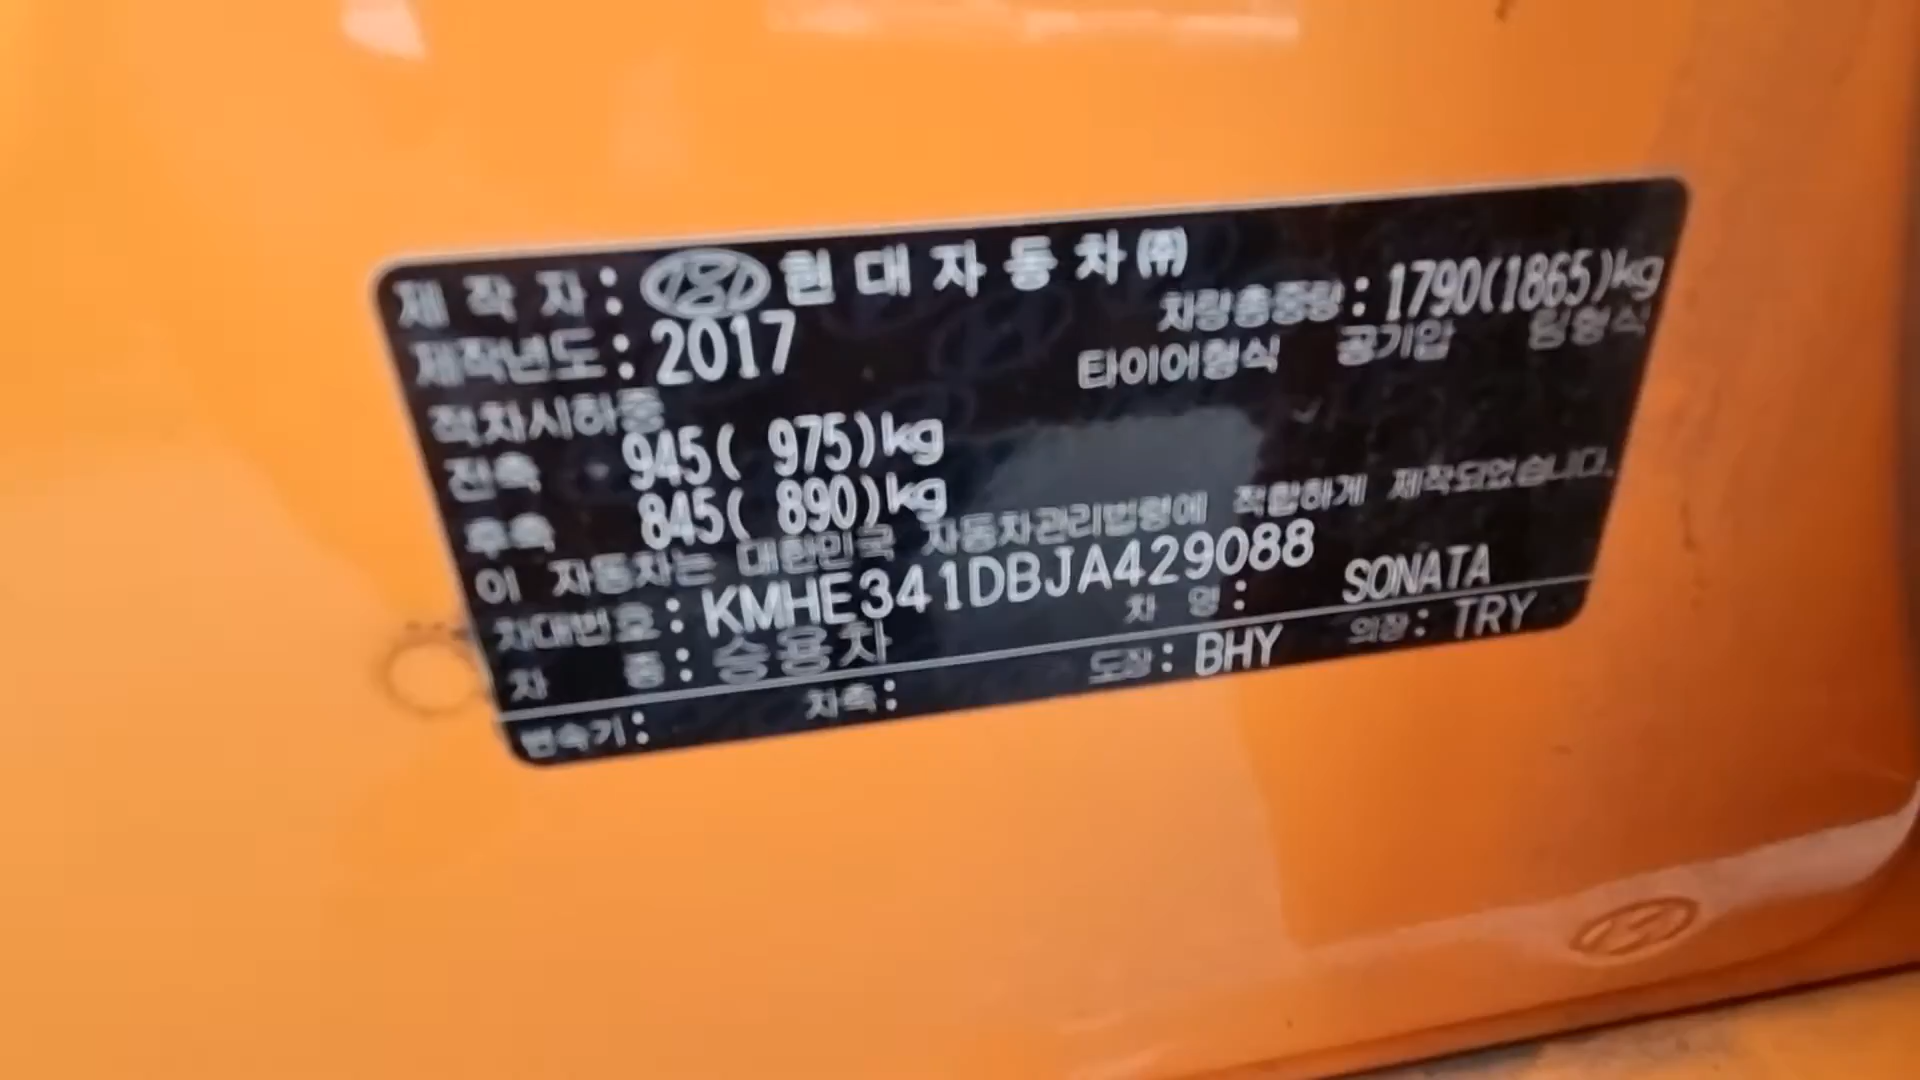 제 작 자 : 현 대 자 동 차 ㈜
제작년도 : 2017
차량총중량 : 1790(1865)kg
타이어형식 공기압 림형식
적차시하중
전축 945( 975)kg
후축 845( 890)kg
이 자동차는 대한민국 자동차관리법령에 적합하게 제작되었습니다.
차대번호 : KMHE341DBJA429088
차 종 : 승용차 차 명 : SONATA
변속기 : 차축 : 도장 : BHY 의장 : TRY